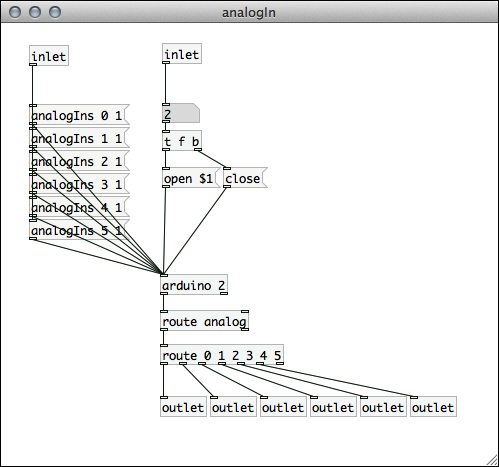 analogIn
inlet
inlet
analogIns 0 1
2
analogIns 1 1
t f b
analogIns 2 1
analogIns 3 1
open $1
close
analogIns 4 1
analogIns 5 1
arduino 2
route analog
route 0 1 2 3 4 5
outlet
outlet
outlet
outlet
outlet
outlet